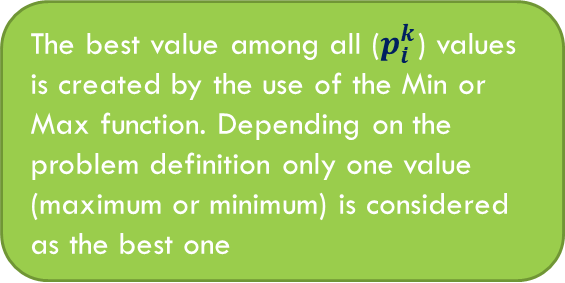 The best value among all (p_i^k) values
is created by the use of the Min or
Max function. Depending on the
problem definition only one value
(maximum or minimum) is considered
as the best one